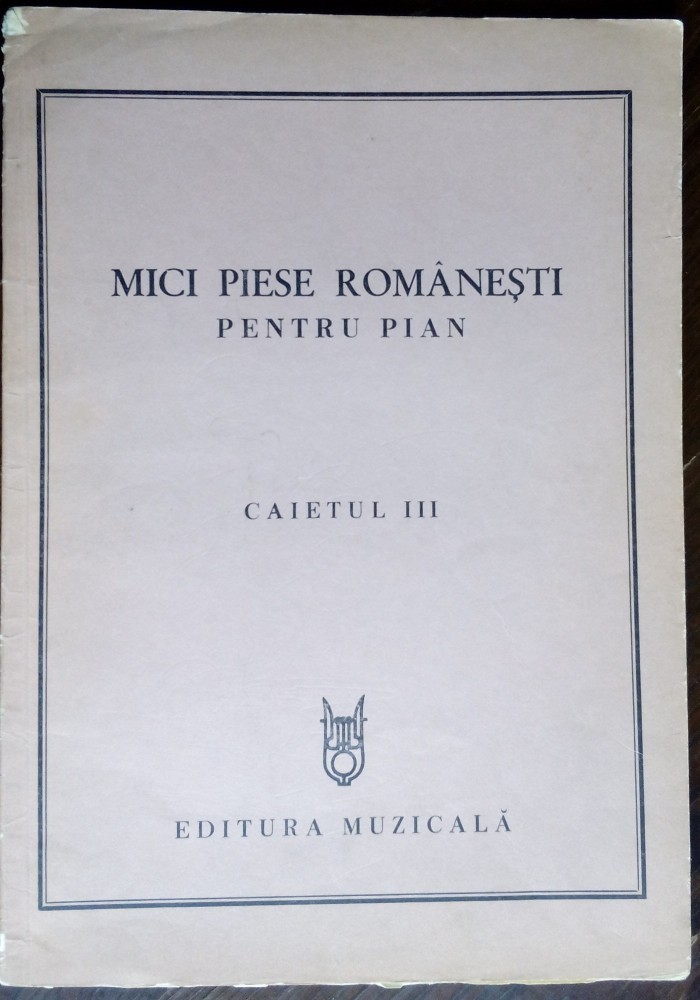 MICI PIESE ROMÂNEȘTI
PENTRU PIAN
CAIETUL III
EDITURA MUZICALĂ